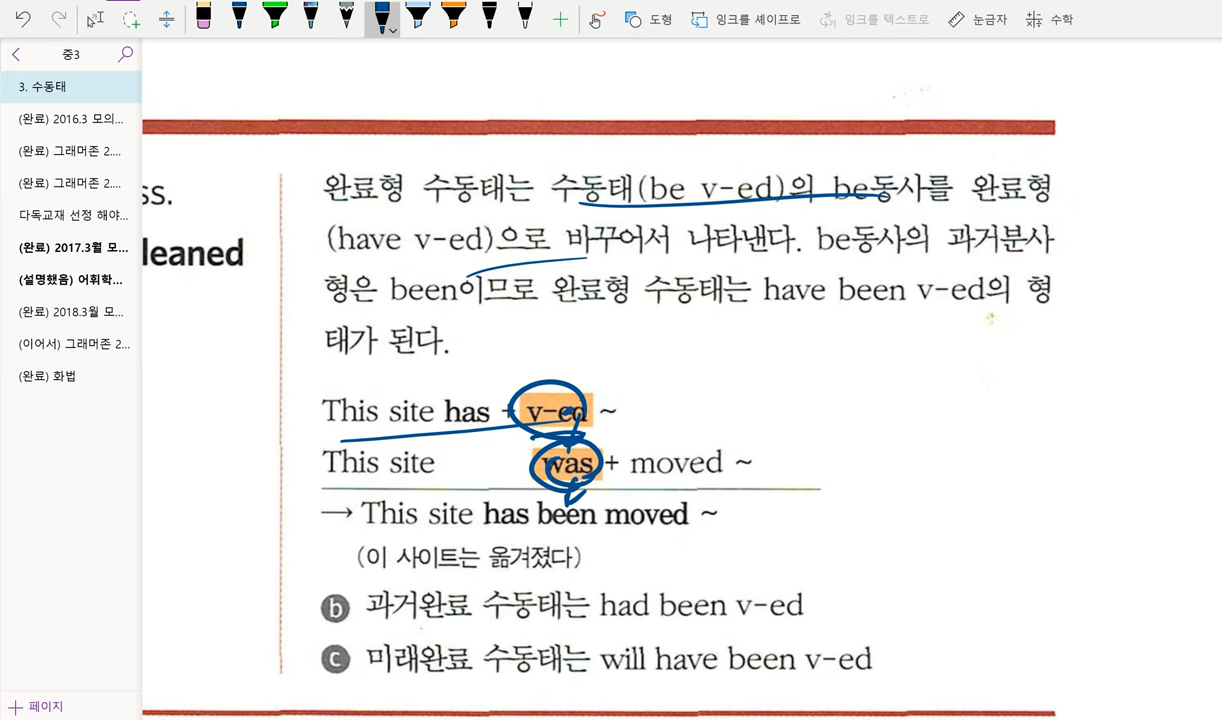 도형
잉크를 셰이프로
잉크를 텍스트로
눈금자
수학
중3
3. 수동태
(완료) 2016.3 모의...
(완료) 그래머존 2....
(완료) 그래머존 2....
다독교재 선정 해야...
(완료) 2017.3월 모...
(설명했음) 어휘학...
(완료) 2018.3월 모...
(이어서) 그래머존 2...
(완료) 화법
페이지
ss.
leaned
완료형 수동태는 수동태(be v-ed)의 be동사를 완료형
(have v-ed)으로 바꾸어서 나타낸다. be동사의 과거분사
형은 been이므로 완료형 수동태는 have been v-ed의 형
태가 된다.
This site has + v-ed ~
This site was + moved ~
→ This site has been moved ~
(이 사이트는 옮겨졌다)
ⓑ 과거완료 수동태는 had been v-ed
ⓒ 미래완료 수동태는 will have been v-ed